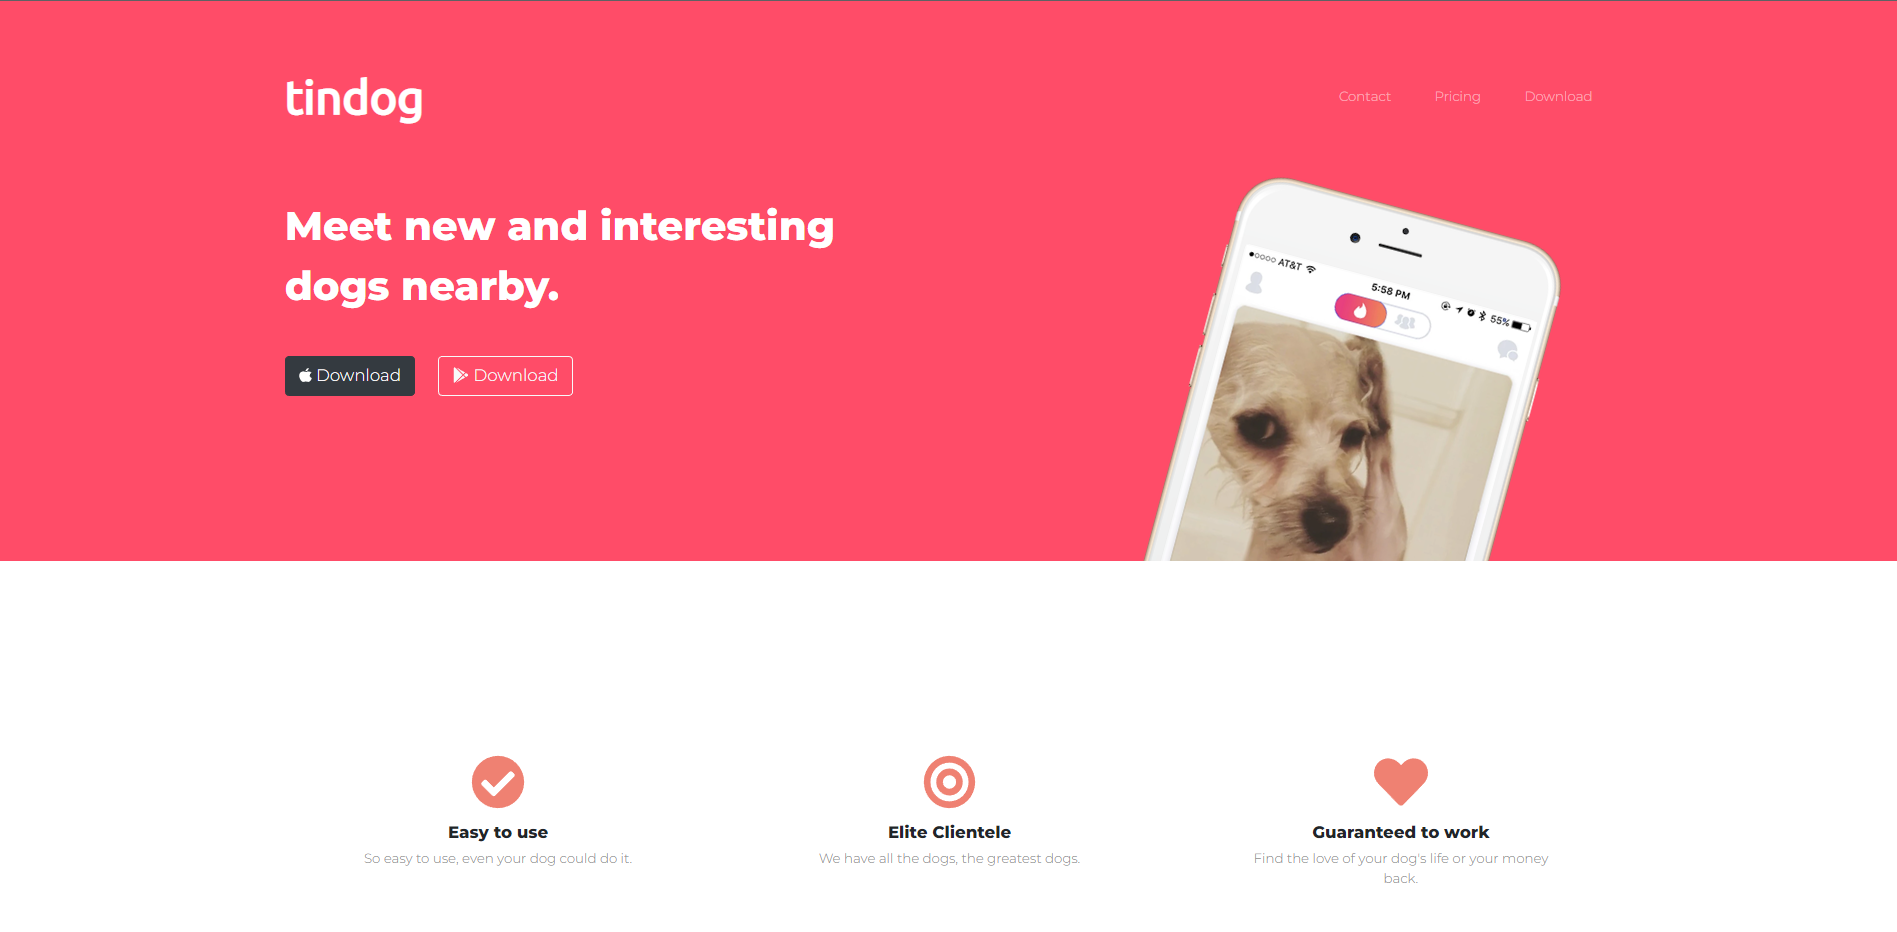 tindog
Contact Pricing Download
Meet new and interesting
dogs nearby.
Download Download
AT&T
5:58 PM
55%
Easy to use
So easy to use, even your dog could do it.
Elite Clientele
We have all the dogs, the greatest dogs.
Guaranteed to work
Find the love of your dog's life or your money
back.